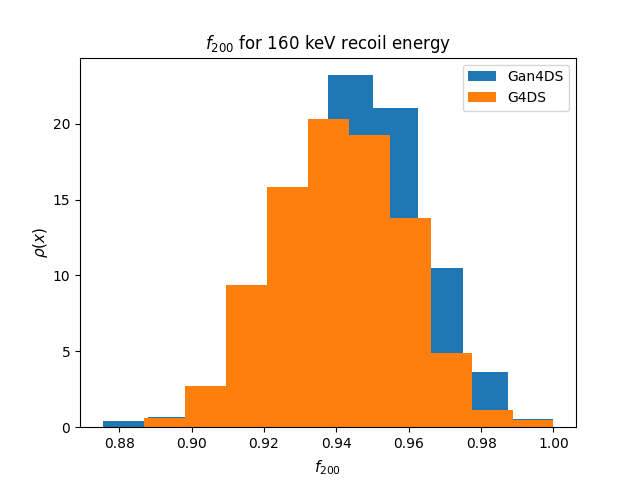 f₂₀₀ for 160 keV recoil energy
Gan4DS
G4DS
ρ(x)
20
15
10
5
0
0.88 0.90 0.92 0.94 0.96 0.98 1.00
f₂₀₀